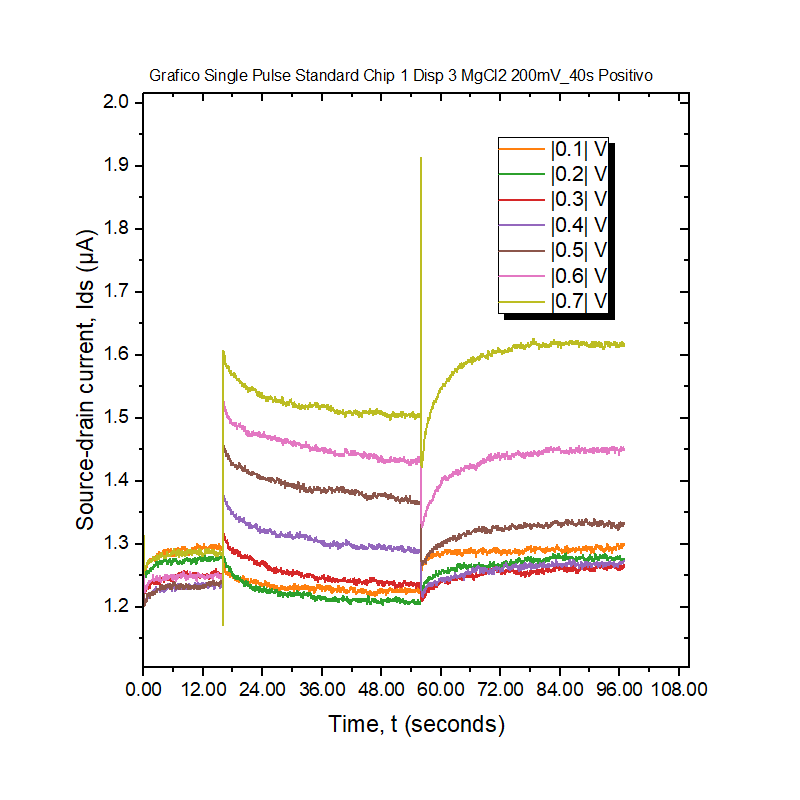 Grafico Single Pulse Standard Chip 1 Disp 3 MgCl2 200mV_40s Positivo
2.0
1.9
1.8
1.7
1.6
1.5
1.4
1.3
1.2
Source-drain current, Ids (µA)
|0.1| V
|0.2| V
|0.3| V
|0.4| V
|0.5| V
|0.6| V
|0.7| V
0.00 12.00 24.00 36.00 48.00 60.00 72.00 84.00 96.00 108.00
Time, t (seconds)